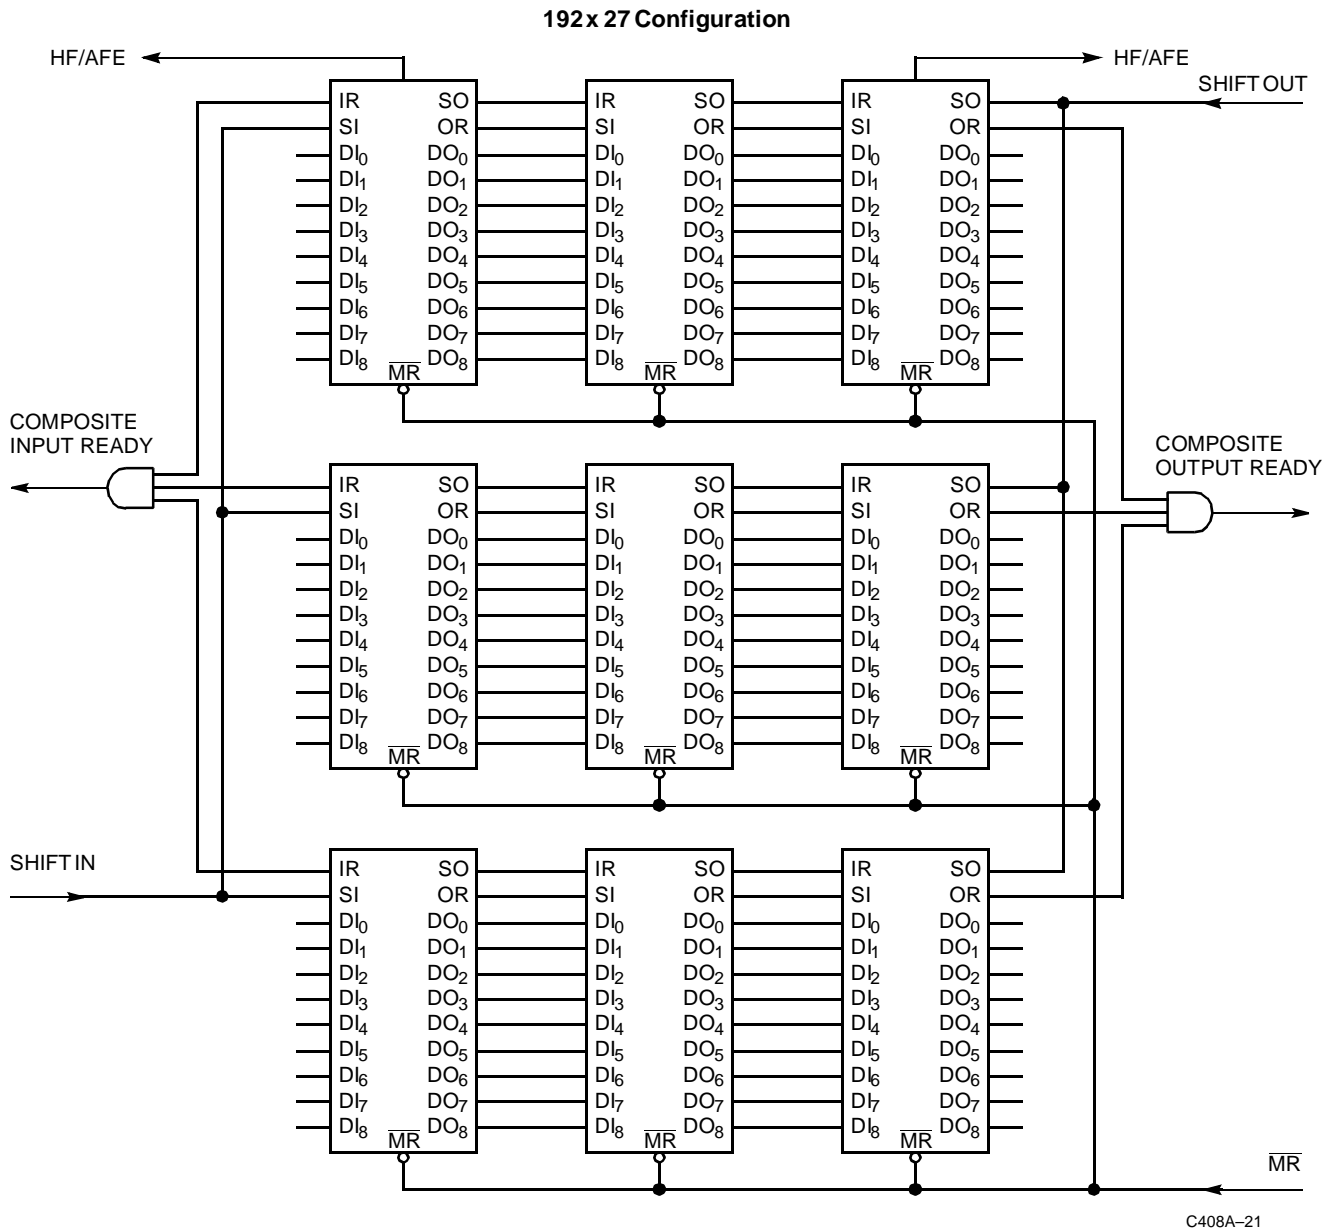 192 x 27 Configuration
HF/AFE HF/AFE
SHIFT OUT
IR SO IR SO IR SO
SI OR SI OR SI OR
DI0 DO0 DI0 DO0 DI0 DO0
DI1 DO1 DI1 DO1 DI1 DO1
DI2 DO2 DI2 DO2 DI2 DO2
DI3 DO3 DI3 DO3 DI3 DO3
DI4 DO4 DI4 DO4 DI4 DO4
DI5 DO5 DI5 DO5 DI5 DO5
DI6 DO6 DI6 DO6 DI6 DO6
DI7 DO7 DI7 DO7 DI7 DO7
DI8 DO8 DI8 DO8 DI8 DO8
MR MR MR
COMPOSITE
INPUT READY
COMPOSITE
OUTPUT READY
IR SO IR SO IR SO
SI OR SI OR SI OR
DI0 DO0 DI0 DO0 DI0 DO0
DI1 DO1 DI1 DO1 DI1 DO1
DI2 DO2 DI2 DO2 DI2 DO2
DI3 DO3 DI3 DO3 DI3 DO3
DI4 DO4 DI4 DO4 DI4 DO4
DI5 DO5 DI5 DO5 DI5 DO5
DI6 DO6 DI6 DO6 DI6 DO6
DI7 DO7 DI7 DO7 DI7 DO7
DI8 DO8 DI8 DO8 DI8 DO8
MR MR MR
SHIFT IN
IR SO IR SO IR SO
SI OR SI OR SI OR
DI0 DO0 DI0 DO0 DI0 DO0
DI1 DO1 DI1 DO1 DI1 DO1
DI2 DO2 DI2 DO2 DI2 DO2
DI3 DO3 DI3 DO3 DI3 DO3
DI4 DO4 DI4 DO4 DI4 DO4
DI5 DO5 DI5 DO5 DI5 DO5
DI6 DO6 DI6 DO6 DI6 DO6
DI7 DO7 DI7 DO7 DI7 DO7
DI8 DO8 DI8 DO8 DI8 DO8
MR MR MR
MR
C408A–21